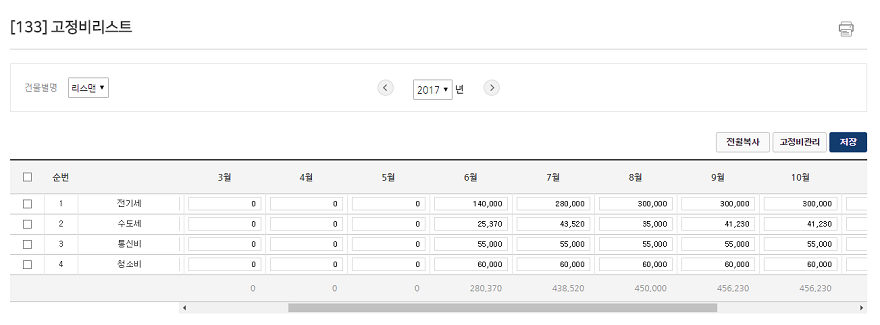 [133] 고정비리스트
건물별명 리스맨 2017 년
전월복사 고정비관리 저장
순번 3월 4월 5월 6월 7월 8월 9월 10월
1 전기세 0 0 0 140,000 280,000 300,000 300,000 300,000
2 수도세 0 0 0 25,370 43,520 35,000 41,230 41,230
3 통신비 0 0 0 55,000 55,000 55,000 55,000 55,000
4 청소비 0 0 0 60,000 60,000 60,000 60,000 60,000
0 0 0 280,370 438,520 450,000 456,230 456,230